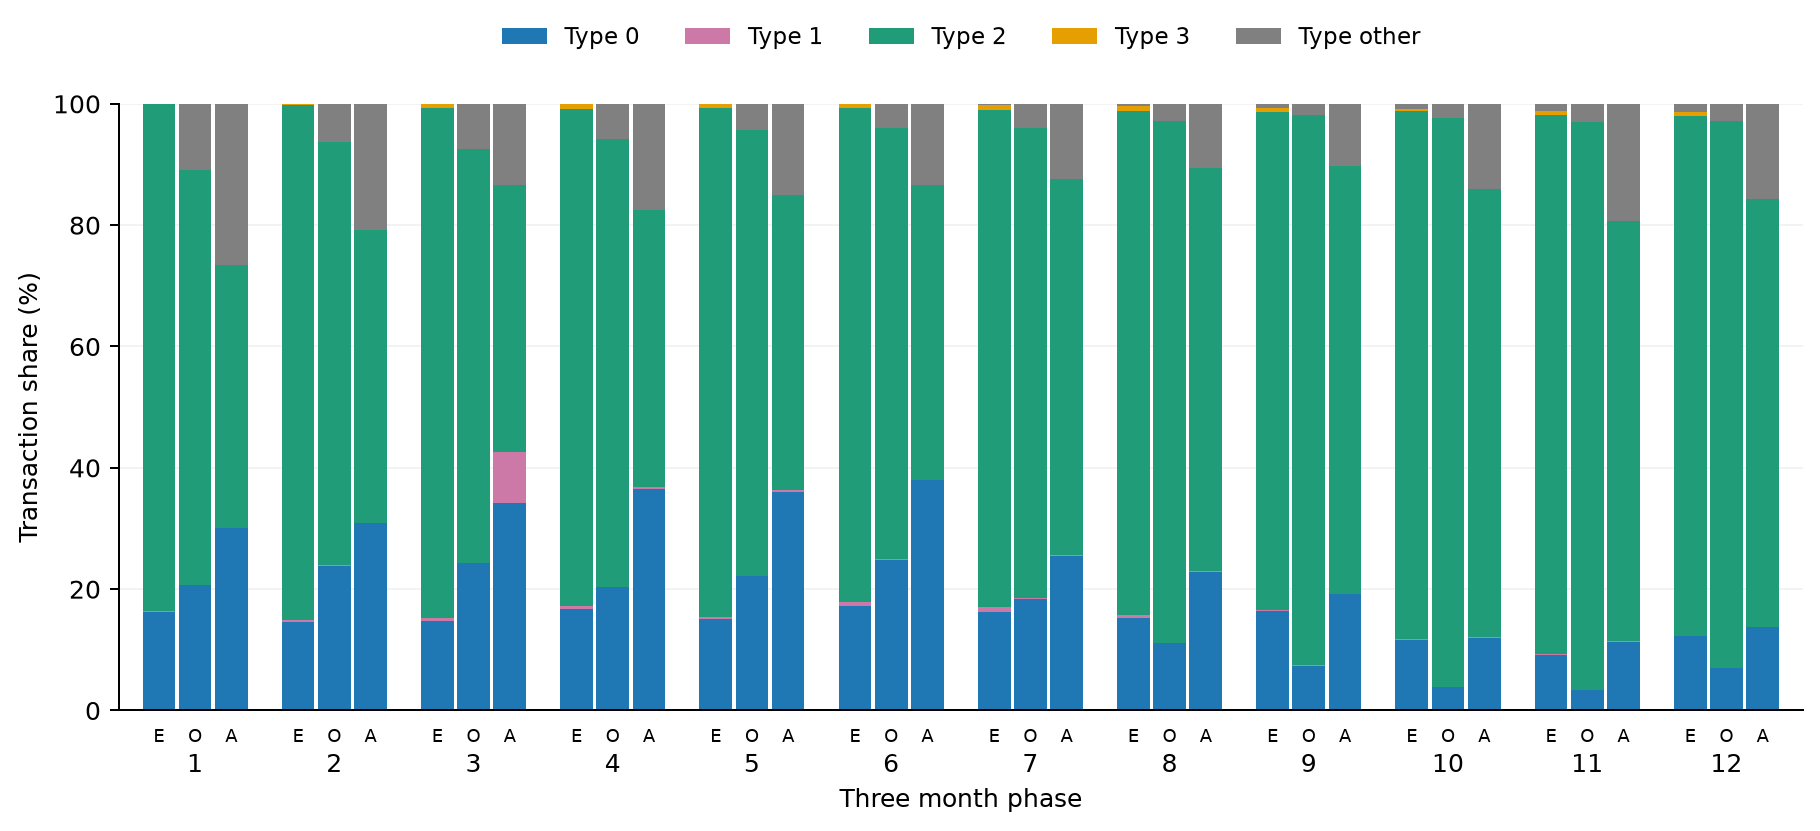 Type 0 Type 1 Type 2 Type 3 Type other
Transaction share (%)
100
80
60
40
20
0
E O A E O A E O A E O A E O A E O A E O A E O A E O A E O A E O A E O A
1 2 3 4 5 6 7 8 9 10 11 12
Three month phase